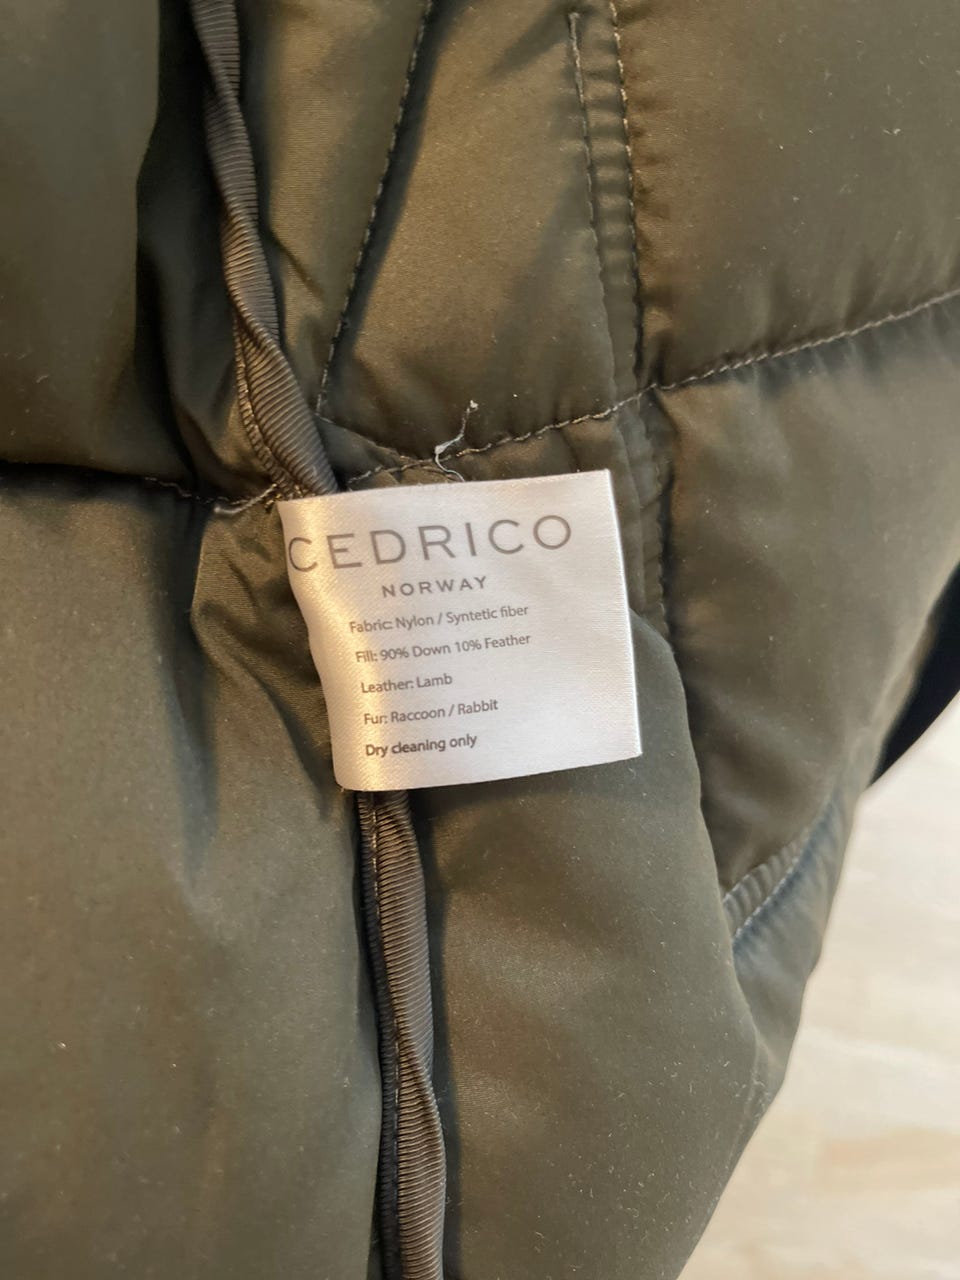 CEDRICO
NORWAY
Fabric: Nylon / Syntetic fiber
Fill: 90% Down 10% Feather
Leather: Lamb
Fur: Raccoon / Rabbit
Dry cleaning only